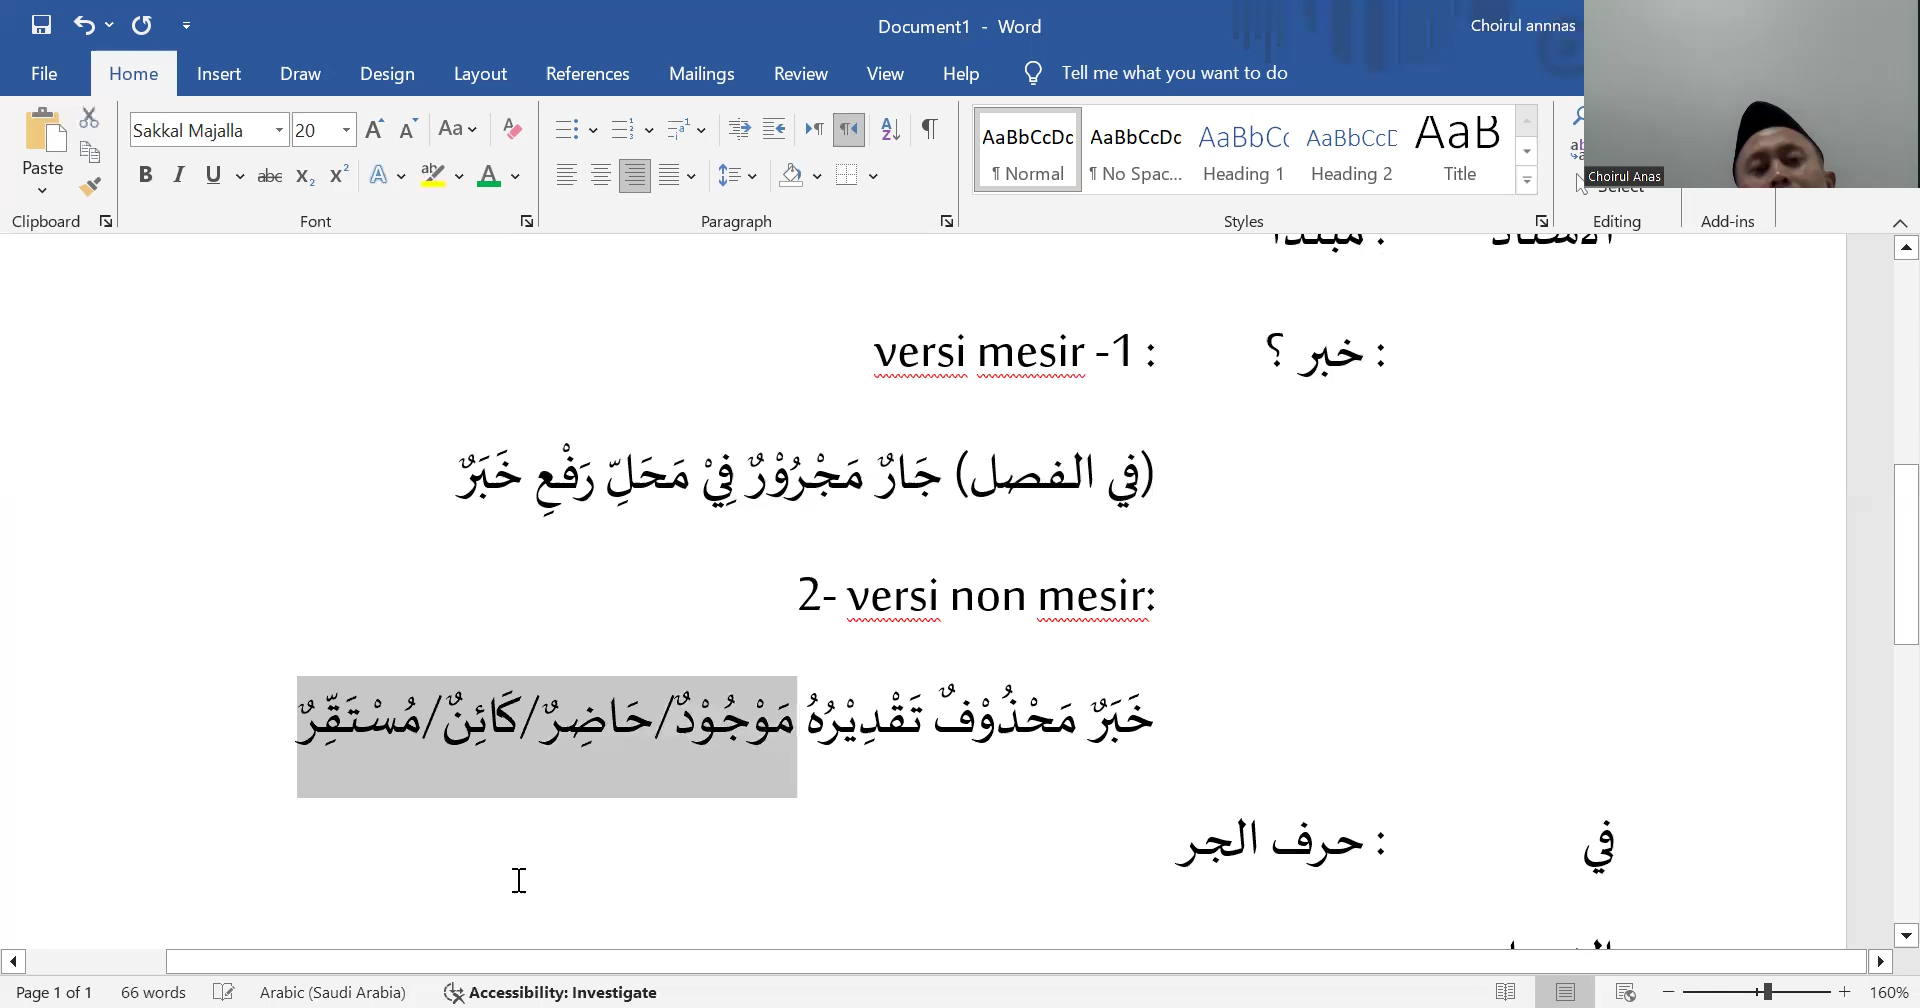 Document1 - Word
Choirul annnas
File Home Insert Draw Design Layout References Mailings Review View Help Tell me what you want to do
Paste
Clipboard
Sakkal Majalla 20
Font
Paragraph
AaBbCcDc AaBbCcDc AaBbCc AaBbCcD AaB
¶ Normal ¶ No Spac... Heading 1 Heading 2 Title
Styles
Select
Editing
Add-ins
Choirul Anas
الأستاذ : مبتدأ
: خبر ؟ : versi mesir -1
(في الفصل) جَارٌ مَجْرُوْرٌ فِيْ مَحَلِّ رَفْعِ خَبَرٌ
2- versi non mesir:
خَبَرٌ مَحْذُوْفٌ تَقْدِيْرُهُ مَوْجُوْدٌ/حَاضِرٌ/كَائِنٌ/مُسْتَقِّرٌ
في : حرف الجر
Page 1 of 1 66 words Arabic (Saudi Arabia) Accessibility: Investigate 160%